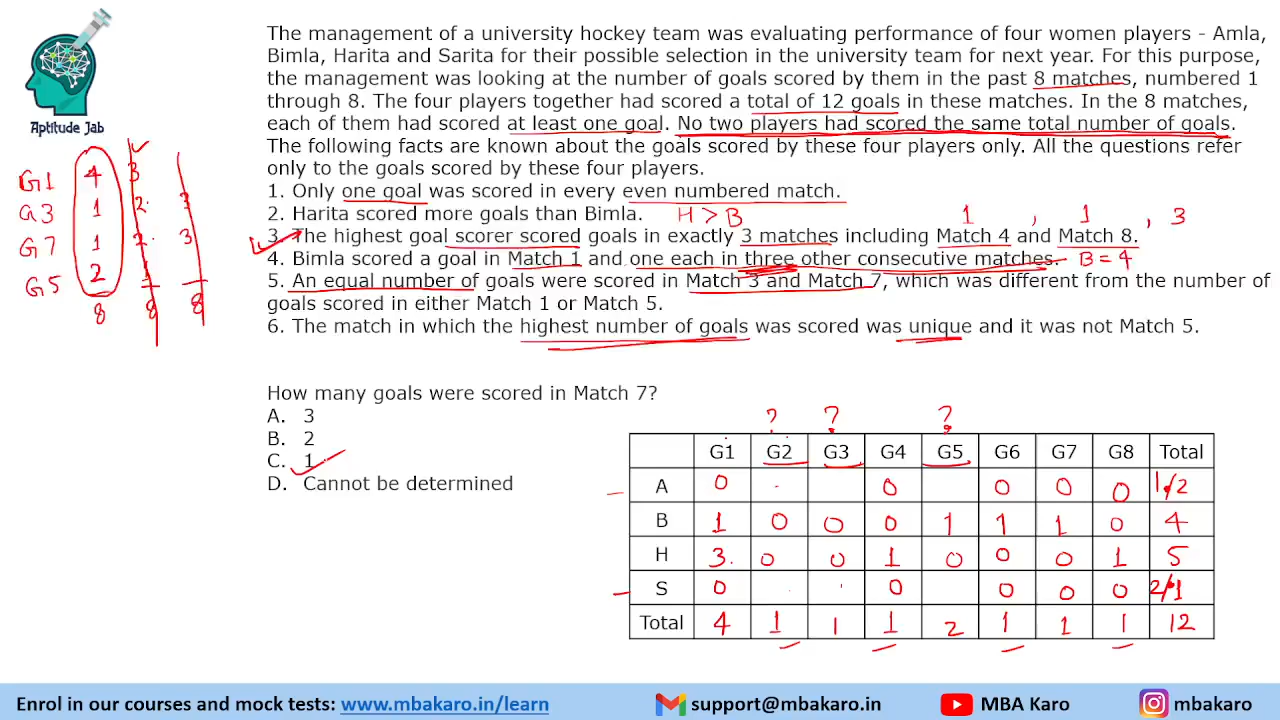 The management of a university hockey team was evaluating performance of four women players - Amla,
Bimla, Harita and Sarita for their possible selection in the university team for next year. For this purpose,
the management was looking at the number of goals scored by them in the past 8 matches, numbered 1
through 8. The four players together had scored a total of 12 goals in these matches. In the 8 matches,
each of them had scored at least one goal. No two players had scored the same total number of goals.
The following facts are known about the goals scored by these four players only. All the questions refer
only to the goals scored by these four players.
1. Only one goal was scored in every even numbered match.
2. Harita scored more goals than Bimla. H > B
1 , 1 , 3
3. The highest goal scorer scored goals in exactly 3 matches including Match 4 and Match 8.
4. Bimla scored a goal in Match 1 and one each in three other consecutive matches. B = 4
5. An equal number of goals were scored in Match 3 and Match 7, which was different from the number of
goals scored in either Match 1 or Match 5.
6. The match in which the highest number of goals was scored was unique and it was not Match 5.
Aptitude Jab
G1 4 3
G3 1 2 3
G7 1 2 3
G5 2 1
8 8 8
How many goals were scored in Match 7?
A. 3
B. 2
C. 1
D. Cannot be determined
? ? ?
G1 G2 G3 G4 G5 G6 G7 G8 Total
A 0 0 0 0 0 1/2
B 1 0 0 0 1 1 1 0 4
H 3 0 0 1 0 0 0 1 5
S 0 0 0 0 0 2/1
Total 4 1 1 1 2 1 1 1 12
Enrol in our courses and mock tests: www.mbakaro.in/learn support@mbakaro.in MBA Karo mbakaro